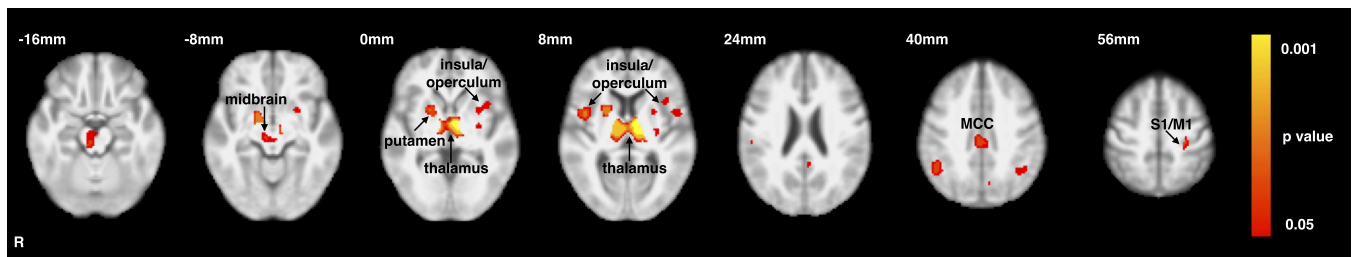 -16mm
-8mm
0mm
8mm
24mm
40mm
56mm
midbrain
insula/
operculum
putamen
thalamus
insula/
operculum
thalamus
MCC
S1/M1
0.001
p value
0.05
R